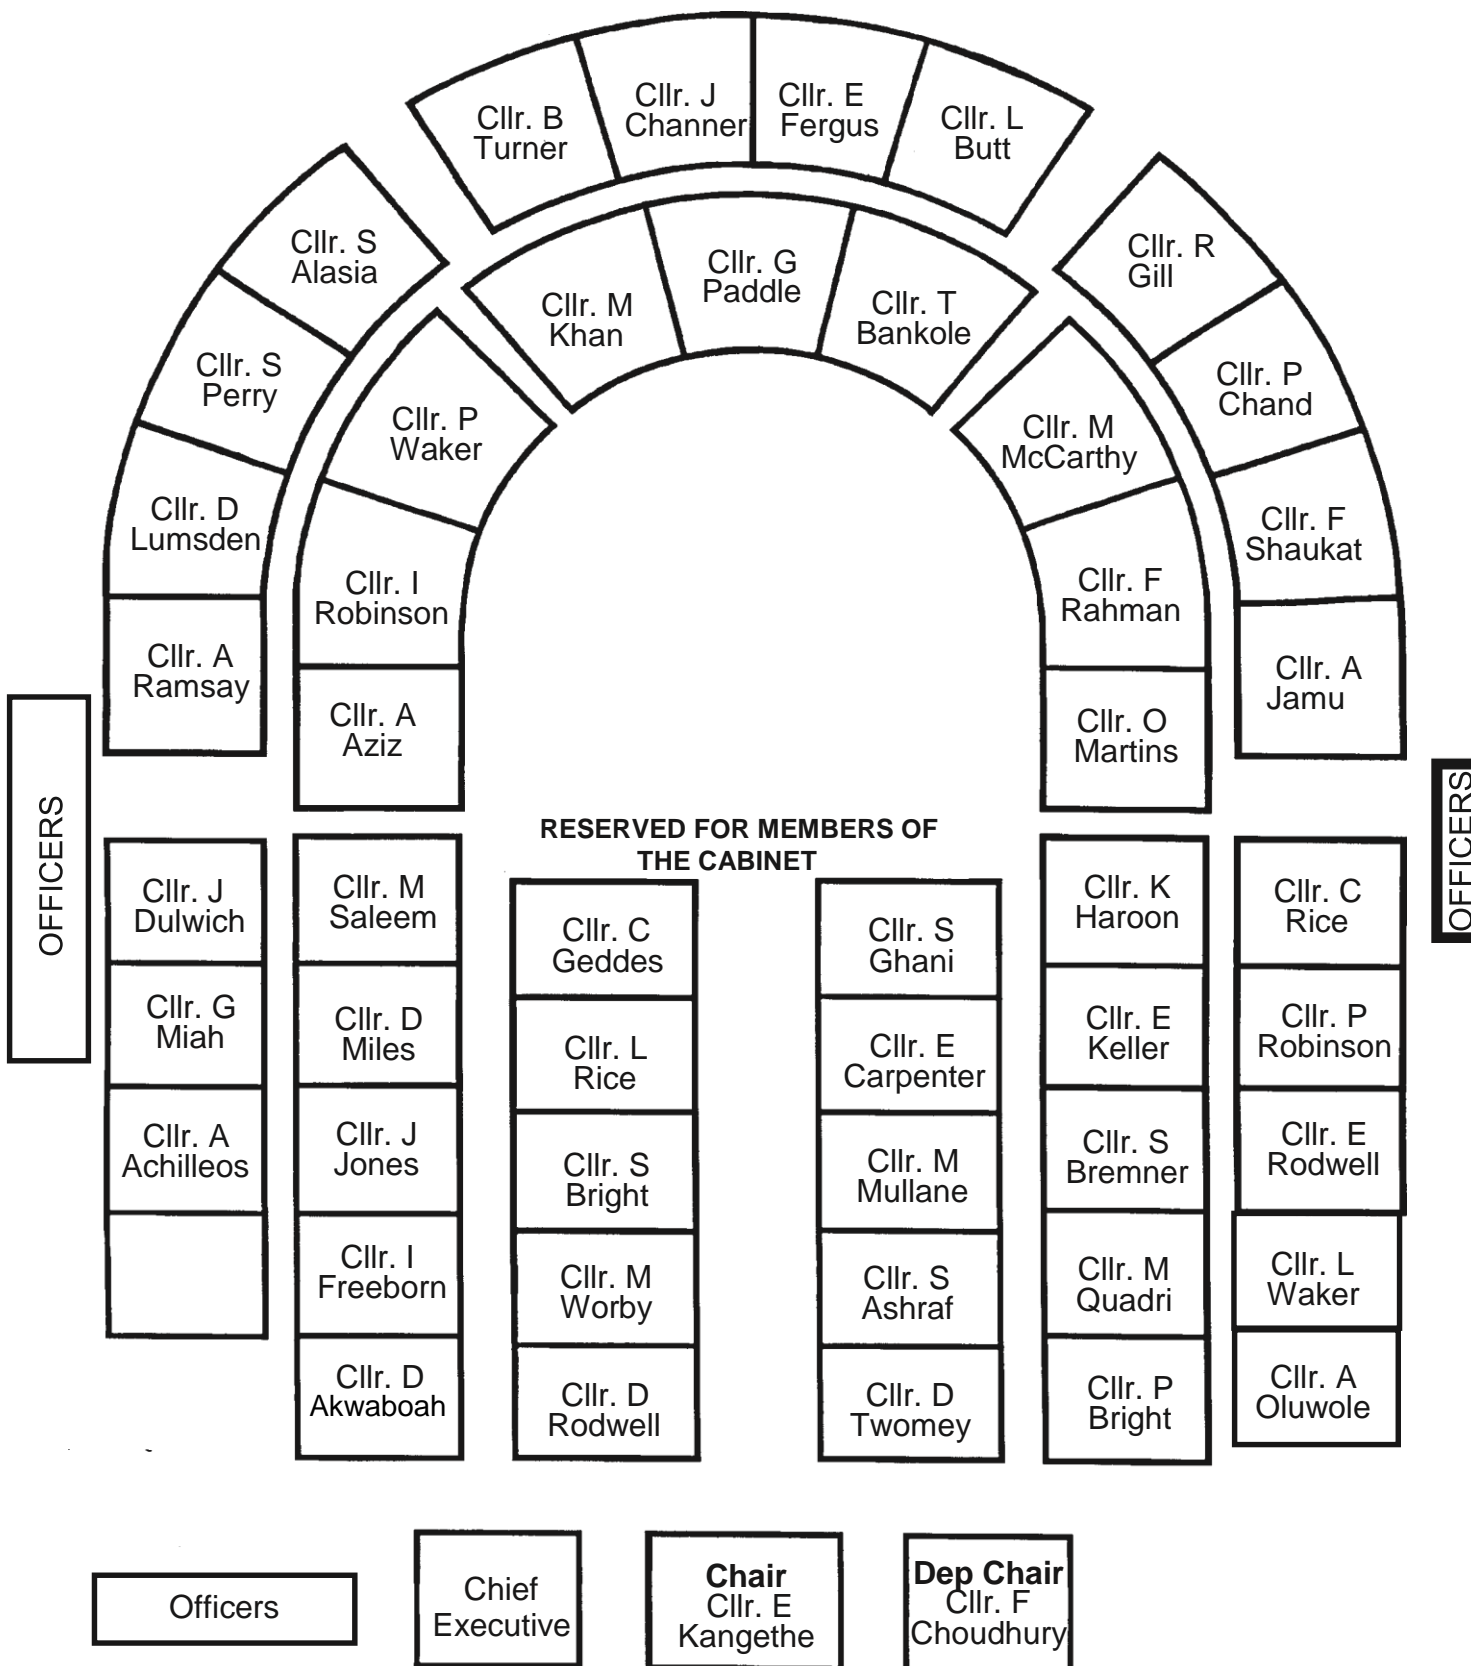 Cllr. B
Turner
Cllr. J
Channer
Cllr. E
Fergus
Cllr. L
Butt
Cllr. S
Alasia
Cllr. R
Gill
Cllr. M
Khan
Cllr. G
Paddle
Cllr. T
Bankole
Cllr. S
Perry
Cllr. P
Chand
Cllr. P
Waker
Cllr. M
McCarthy
Cllr. D
Lumsden
Cllr. F
Shaukat
Cllr. I
Robinson
Cllr. F
Rahman
Cllr. A
Ramsay
Cllr. A
Jamu
Cllr. A
Aziz
Cllr. O
Martins
OFFICERS
OFFICERS
RESERVED FOR MEMBERS OF
THE CABINET
Cllr. J
Dulwich
Cllr. M
Saleem
Cllr. C
Geddes
Cllr. S
Ghani
Cllr. K
Haroon
Cllr. C
Rice
Cllr. G
Miah
Cllr. D
Miles
Cllr. L
Rice
Cllr. E
Carpenter
Cllr. E
Keller
Cllr. P
Robinson
Cllr. A
Achilleos
Cllr. J
Jones
Cllr. S
Bright
Cllr. M
Mullane
Cllr. S
Bremner
Cllr. E
Rodwell
Cllr. I
Freeborn
Cllr. M
Worby
Cllr. S
Ashraf
Cllr. M
Quadri
Cllr. L
Waker
Cllr. D
Akwaboah
Cllr. D
Rodwell
Cllr. D
Twomey
Cllr. P
Bright
Cllr. A
Oluwole
Officers
Chief
Executive
Chair
Cllr. E
Kangethe
Dep Chair
Cllr. F
Choudhury